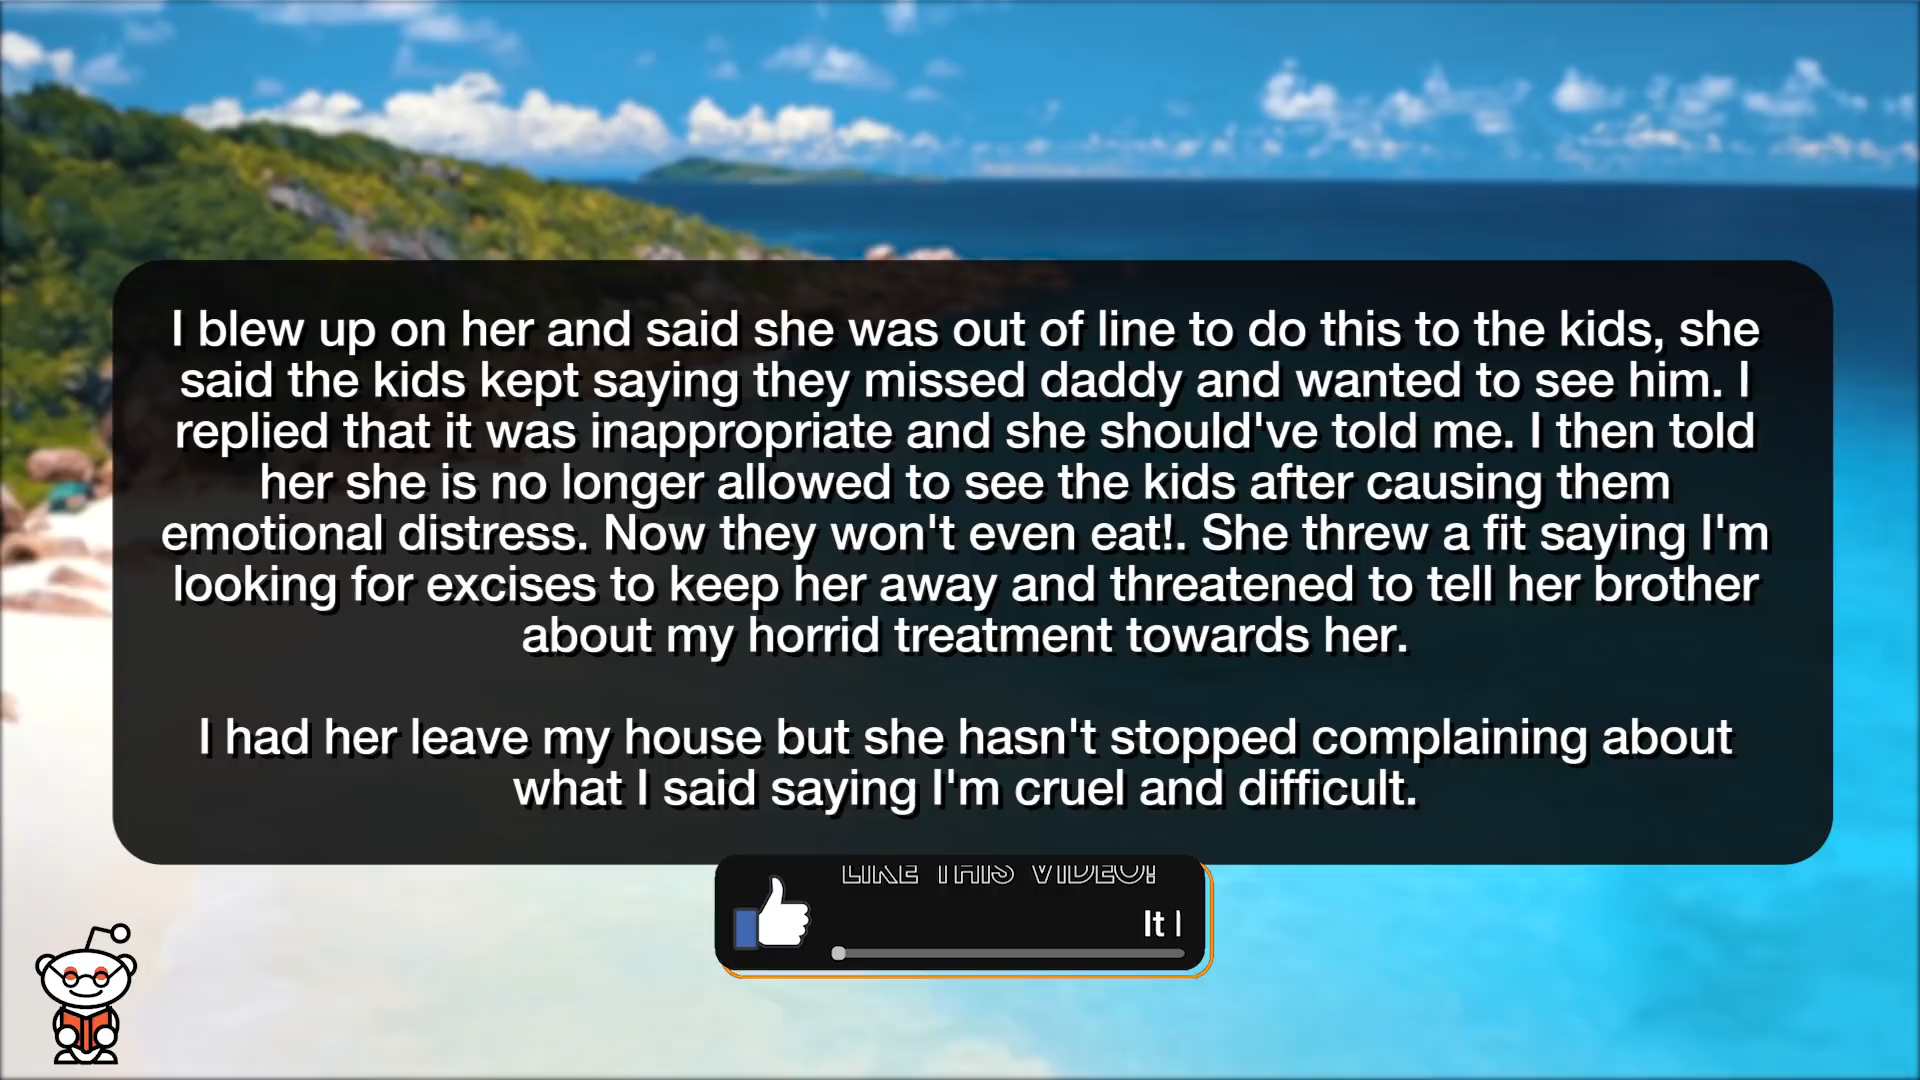 I blew up on her and said she was out of line to do this to the kids, she
said the kids kept saying they missed daddy and wanted to see him. I
replied that it was inappropriate and she should've told me. I then told
her she is no longer allowed to see the kids after causing them
emotional distress. Now they won't even eat!. She threw a fit saying I'm
looking for excises to keep her away and threatened to tell her brother
about my horrid treatment towards her.
I had her leave my house but she hasn't stopped complaining about
what I said saying I'm cruel and difficult.
LIKE THIS VIDEO!
It